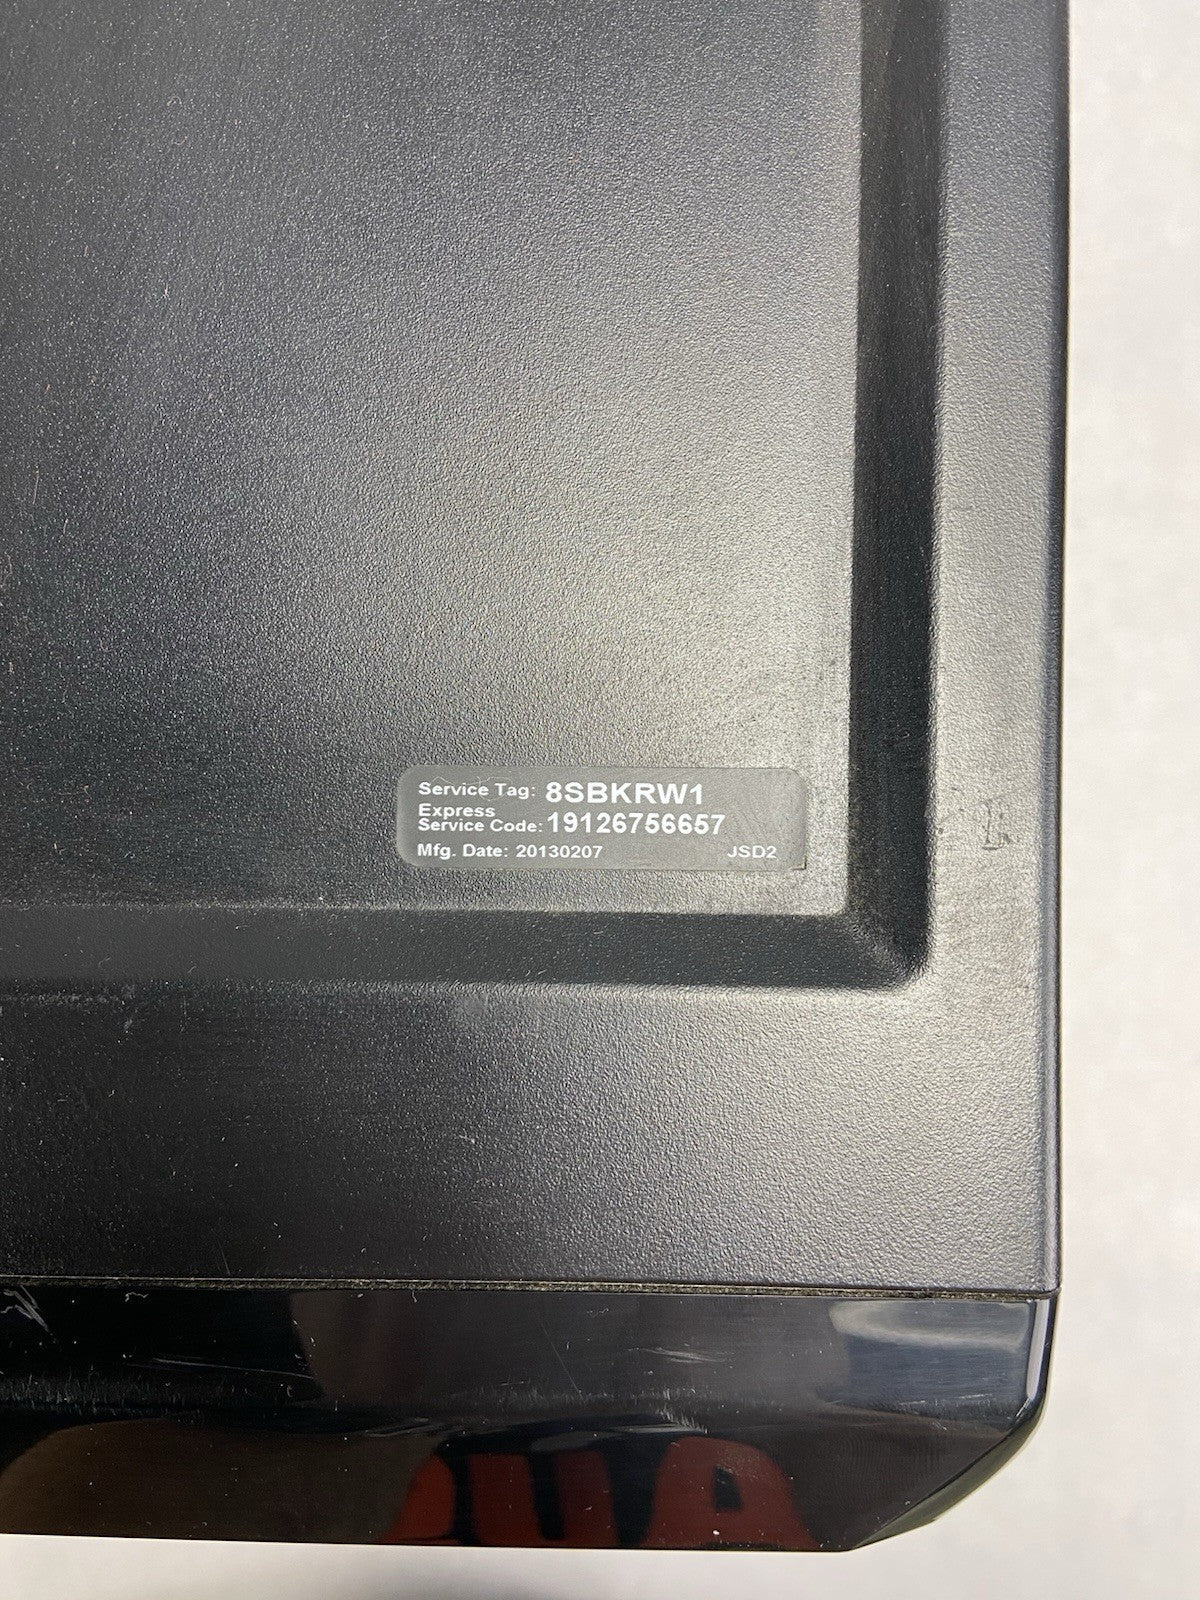 Service Tag: 8SBKRW1
Express
Service Code: 19126756657
Mfg. Date: 20130207 JSD2